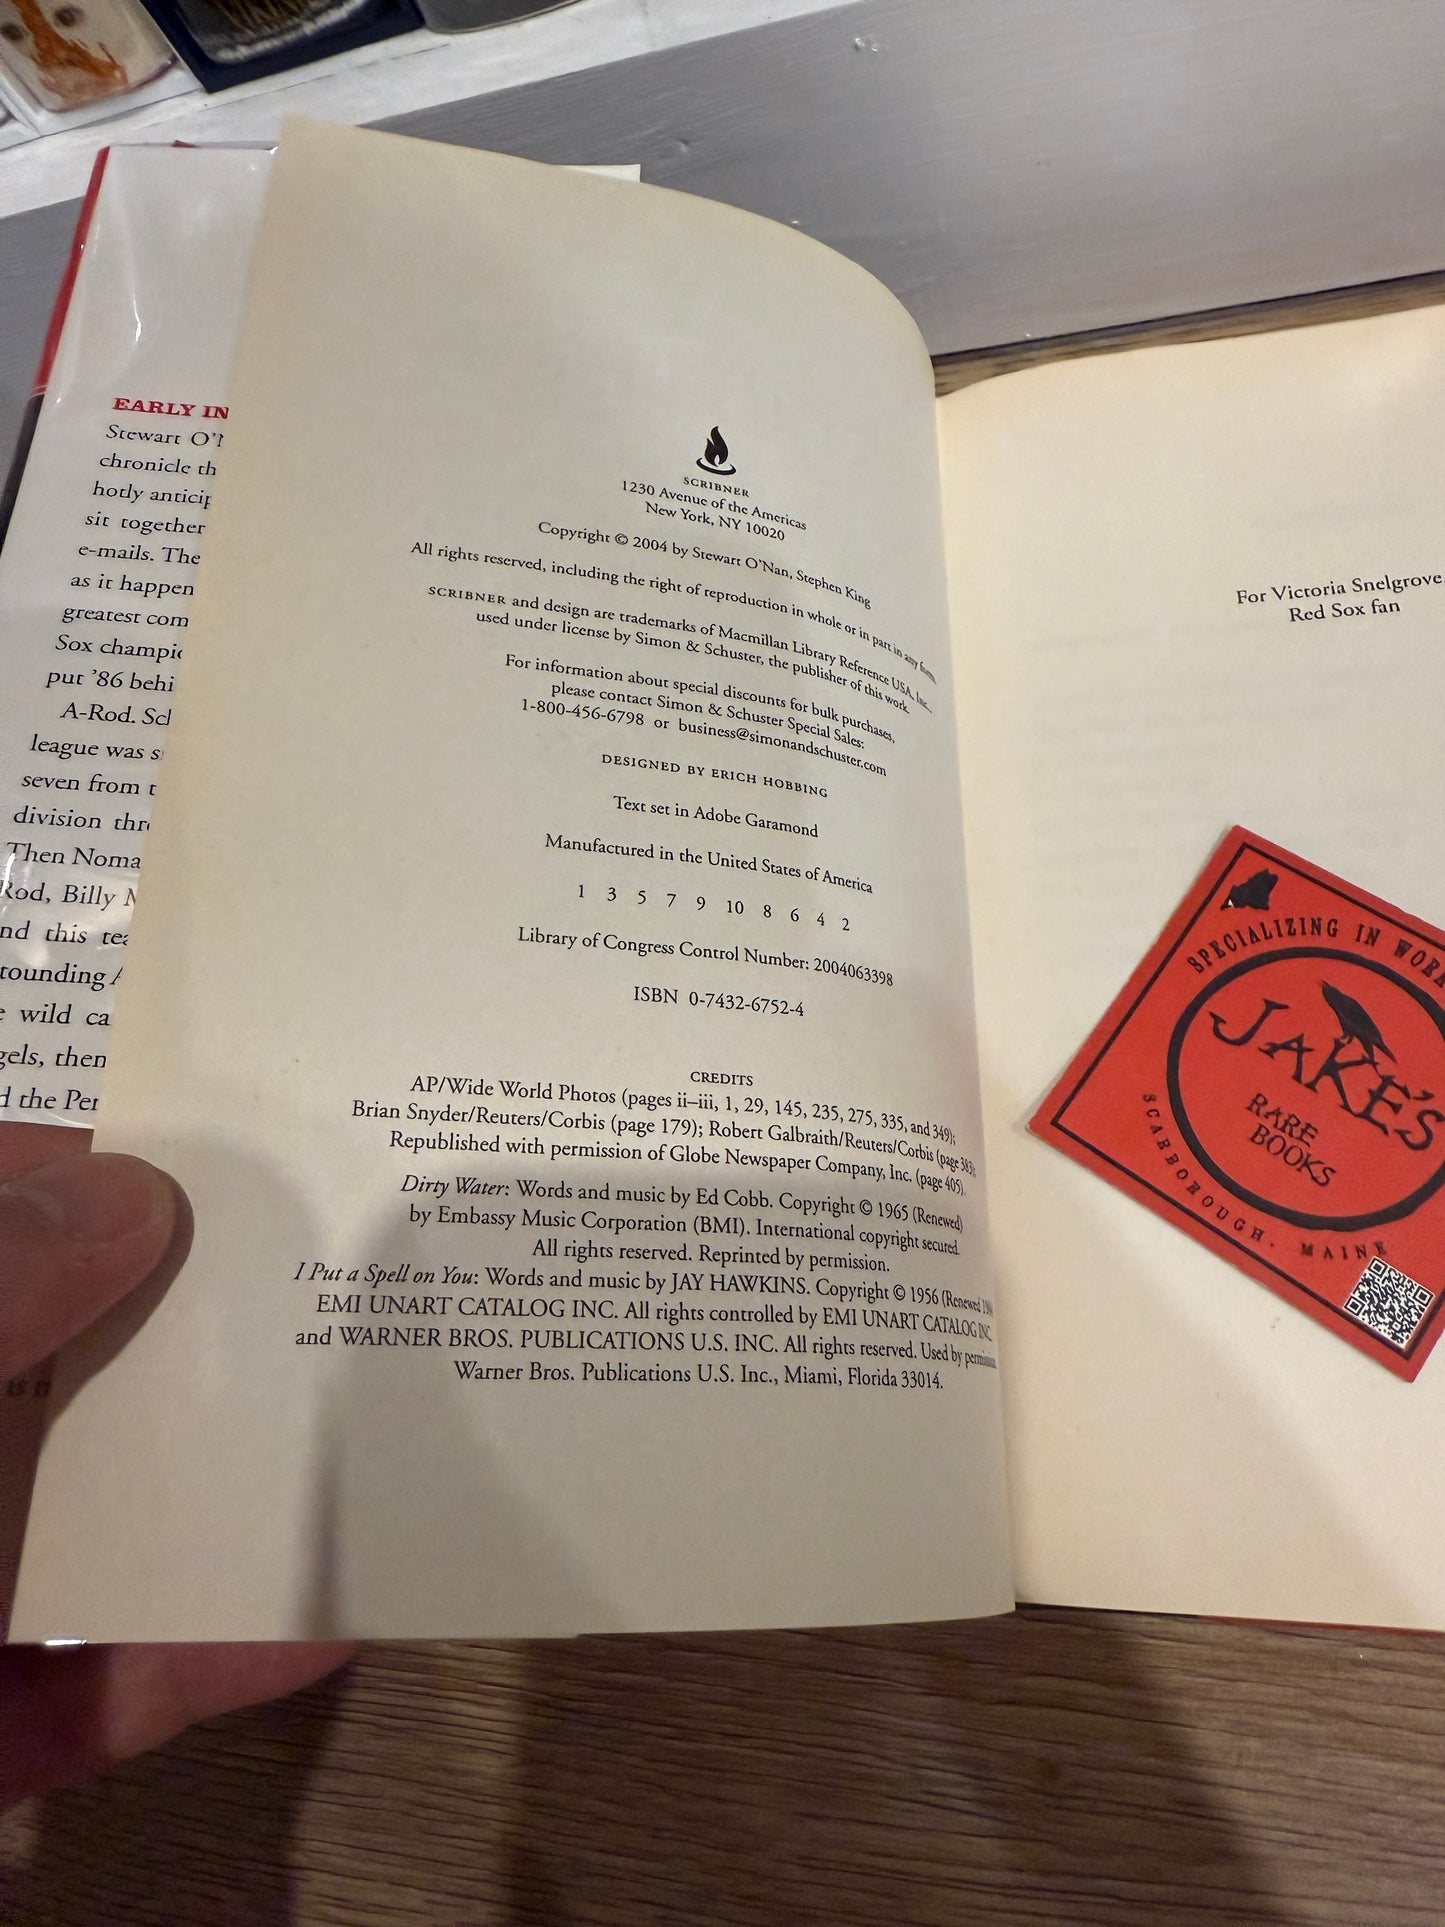 EARLY IN
Stewart O'N
chronicle th
hotly anticip
sit together
e-mails. The
as it happen
greatest com
Sox champic
put '86 behi
A-Rod. Scl
league was s
seven from t
division thr
Then Noma
Rod, Billy M
nd this tea
tounding A
e wild ca
gels, then
d the Per
SCRIBNER
1230 Avenue of the Americas
New York, NY 10020
Copyright © 2004 by Stewart O'Nan, Stephen King
All rights reserved, including the right of reproduction in whole or in part in any form.
SCRIBNER and design are trademarks of Macmillan Library Reference USA, Inc.,
used under license by Simon & Schuster, the publisher of this work.
For information about special discounts for bulk purchases,
please contact Simon & Schuster Special Sales:
1-800-456-6798 or business@simonandschuster.com
DESIGNED BY ERICH HOBBING
Text set in Adobe Garamond
Manufactured in the United States of America
1 3 5 7 9 10 8 6 4 2
Library of Congress Control Number: 2004063398
ISBN 0-7432-6752-4
CREDITS
AP/Wide World Photos (pages ii–iii, 1, 29, 145, 235, 275, 335, and 349);
Brian Snyder/Reuters/Corbis (page 179); Robert Galbraith/Reuters/Corbis (page 383);
Republished with permission of Globe Newspaper Company, Inc. (page 405).
Dirty Water: Words and music by Ed Cobb. Copyright © 1965 (Renewed)
by Embassy Music Corporation (BMI). International copyright secured.
All rights reserved. Reprinted by permission.
I Put a Spell on You: Words and music by JAY HAWKINS. Copyright © 1956 (Renewed
EMI UNART CATALOG INC. All rights controlled by EMI UNART CATALOG INC.
and WARNER BROS. PUBLICATIONS U.S. INC. All rights reserved. Used by
Warner Bros. Publications U.S. Inc., Miami, Florida 33014.
For Victoria Snelgrove,
Red Sox fan
SPECIALIZING IN WORK
JAKE'S
RARE
BOOKS
SCARBOROUGH, MAINE